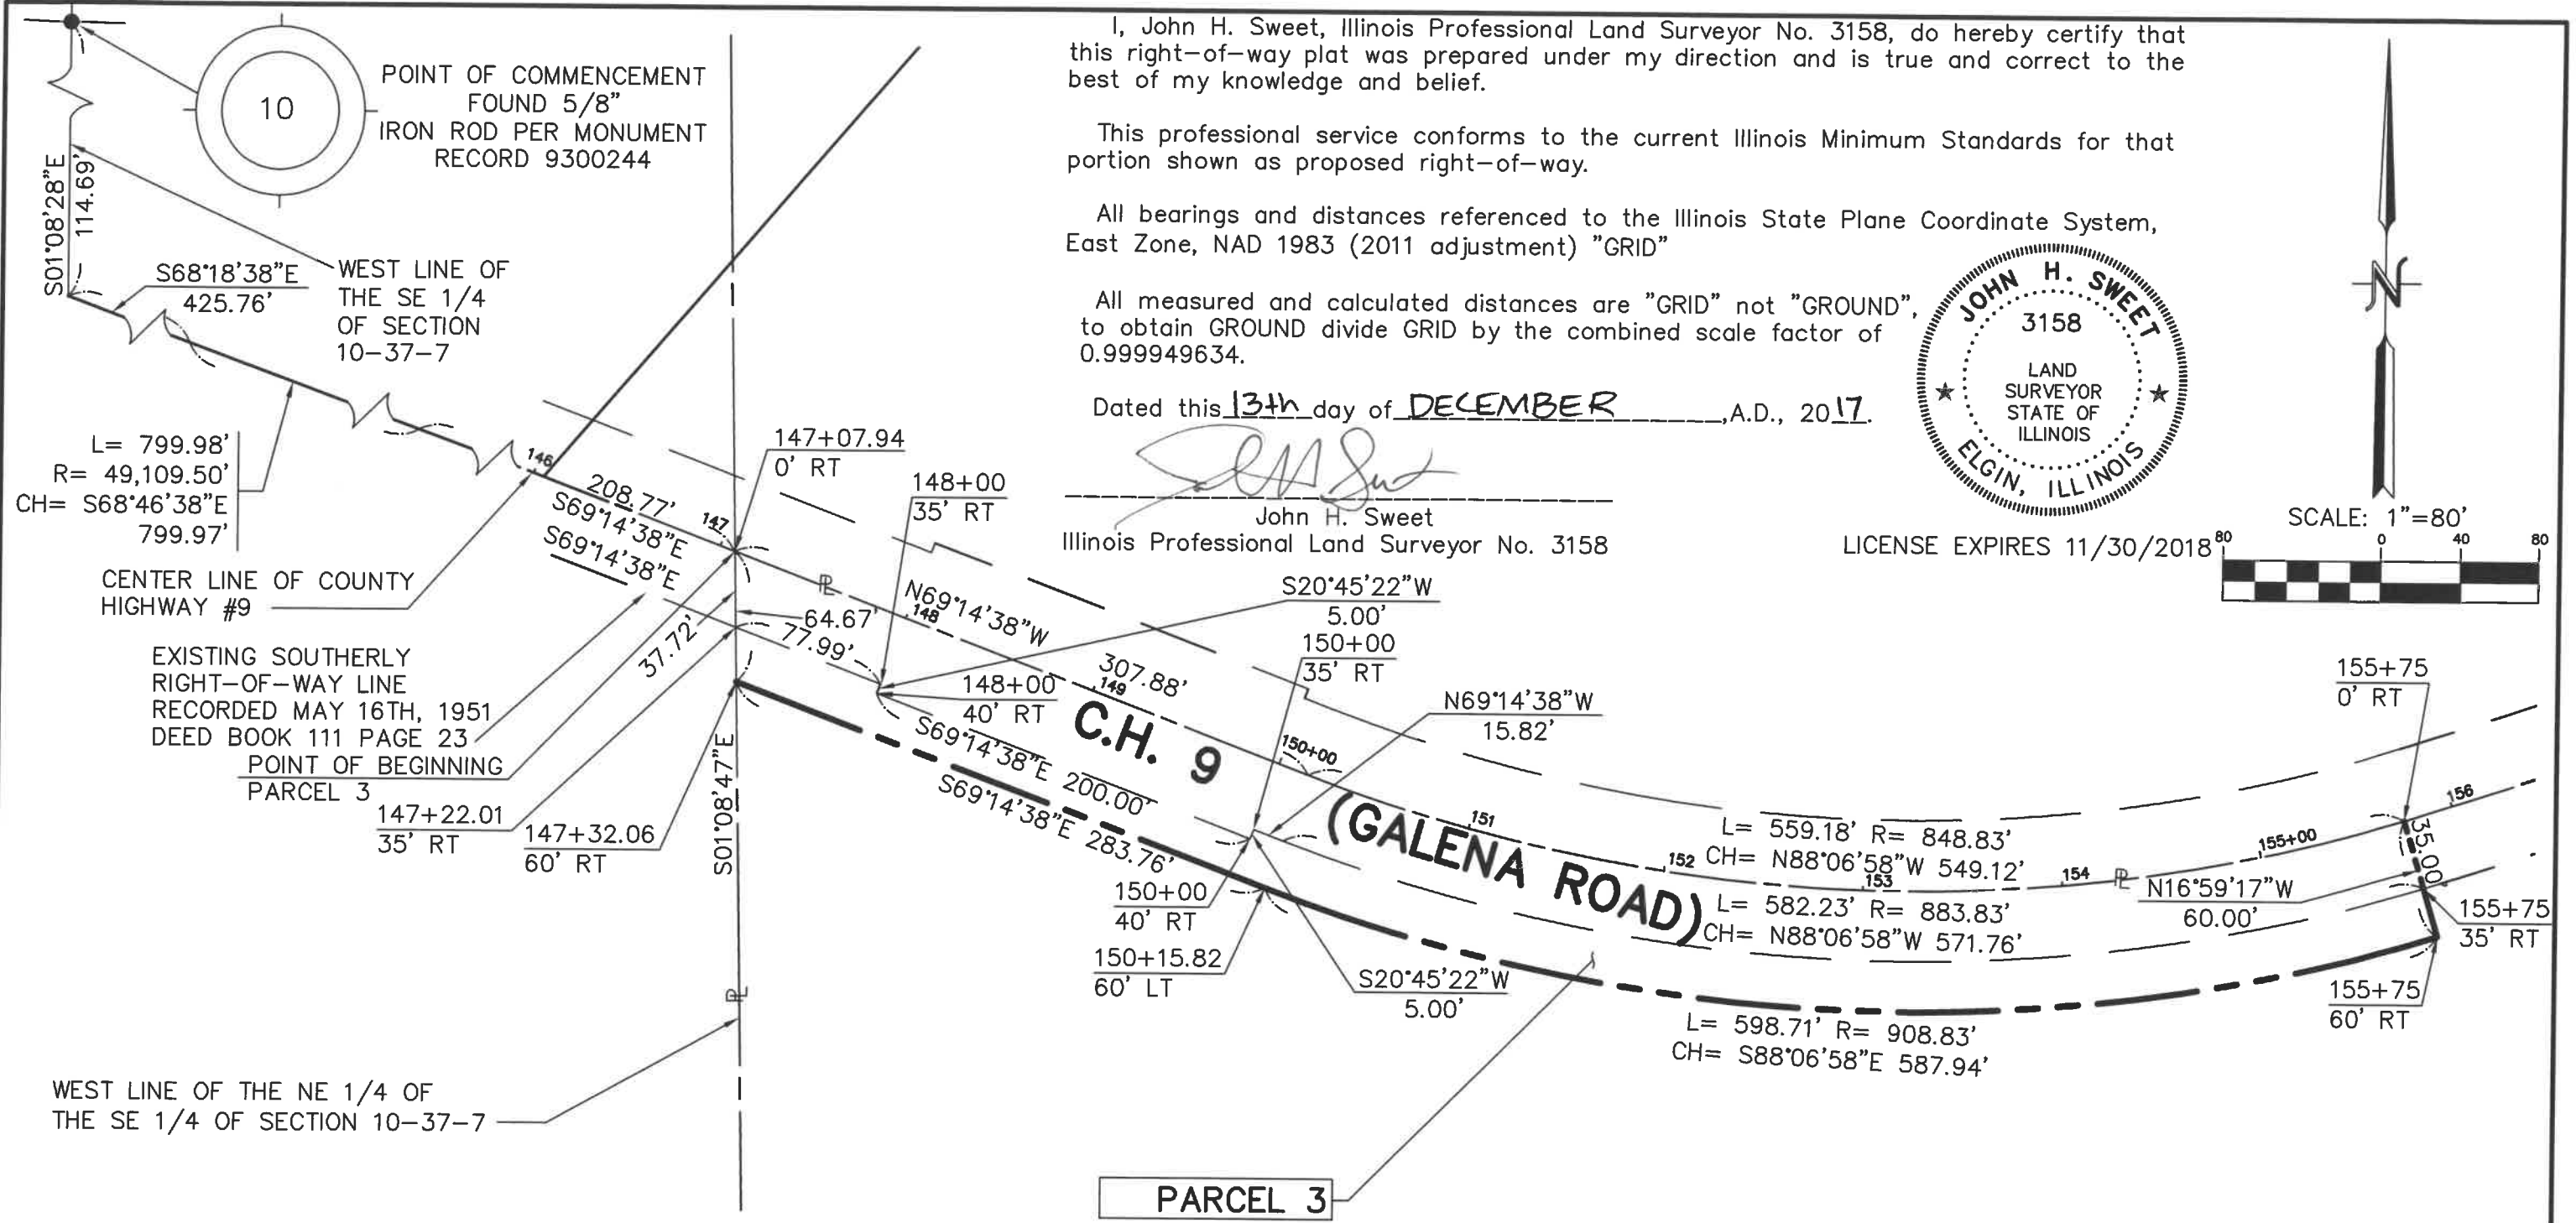 I, John H. Sweet, Illinois Professional Land Surveyor No. 3158, do hereby certify that
this right-of-way plat was prepared under my direction and is true and correct to the
best of my knowledge and belief.
This professional service conforms to the current Illinois Minimum Standards for that
portion shown as proposed right-of-way.
All bearings and distances referenced to the Illinois State Plane Coordinate System,
East Zone, NAD 1983 (2011 adjustment) "GRID"
All measured and calculated distances are "GRID" not "GROUND",
to obtain GROUND divide GRID by the combined scale factor of
0.999949634.
Dated this 13th day of DECEMBER, A.D., 2017.
John H. Sweet
Illinois Professional Land Surveyor No. 3158
LICENSE EXPIRES 11/30/2018
JOHN H. SWEET
3158
LAND
SURVEYOR
STATE OF
ILLINOIS
ELGIN, ILLINOIS
N
SCALE: 1"=80'
80 0 40 80
10
POINT OF COMMENCEMENT
FOUND 5/8"
IRON ROD PER MONUMENT
RECORD 9300244
S01°08'28"E
114.69'
S68°18'38"E
425.76'
WEST LINE OF
THE SE 1/4
OF SECTION
10-37-7
L= 799.98'
R= 49,109.50'
CH= S68°46'38"E
799.97'
CENTER LINE OF COUNTY
HIGHWAY #9
146
208.77'
S69°14'38"E
S69°14'38"E
147
147+07.94
0' RT
148+00
35' RT
EXISTING SOUTHERLY
RIGHT-OF-WAY LINE
RECORDED MAY 16TH, 1951
DEED BOOK 111 PAGE 23
POINT OF BEGINNING
PARCEL 3
147+22.01
35' RT
147+32.06
60' RT
37.72'
64.67'
77.99'
PL
148
N69°14'38"W
307.88'
149
S20°45'22"W
5.00'
150+00
35' RT
148+00
40' RT
N69°14'38"W
15.82'
S69°14'38"E 200.00'
S69°14'38"E 283.76'
C.H. 9
(GALENA ROAD)
150+00
151
152
153
154
155+00
156
PL
150+00
40' RT
150+15.82
60' LT
S20°45'22"W
5.00'
L= 559.18' R= 848.83'
CH= N88°06'58"W 549.12'
L= 582.23' R= 883.83'
CH= N88°06'58"W 571.76'
L= 598.71' R= 908.83'
CH= S88°06'58"E 587.94'
155+75
0' RT
35.00'
N16°59'17"W
60.00'
155+75
35' RT
155+75
60' RT
S01°08'47"E
PL
WEST LINE OF THE NE 1/4 OF
THE SE 1/4 OF SECTION 10-37-7
PARCEL 3